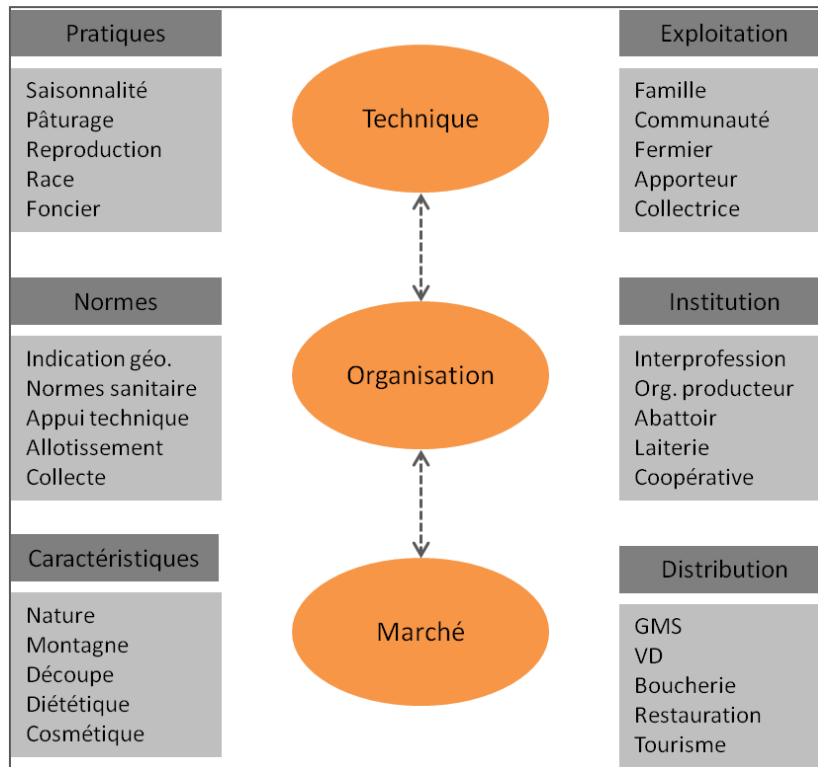 Pratiques
Saisonnalité
Pâturage
Reproduction
Race
Foncier
Technique
Exploitation
Famille
Communauté
Fermier
Apporteur
Collectrice
Normes
Indication géo.
Normes sanitaire
Appui technique
Allotissement
Collecte
Organisation
Institution
Interprofession
Org. producteur
Abattoir
Laiterie
Coopérative
Caractéristiques
Nature
Montagne
Découpe
Diététique
Cosmétique
Marché
Distribution
GMS
VD
Boucherie
Restauration
Tourisme